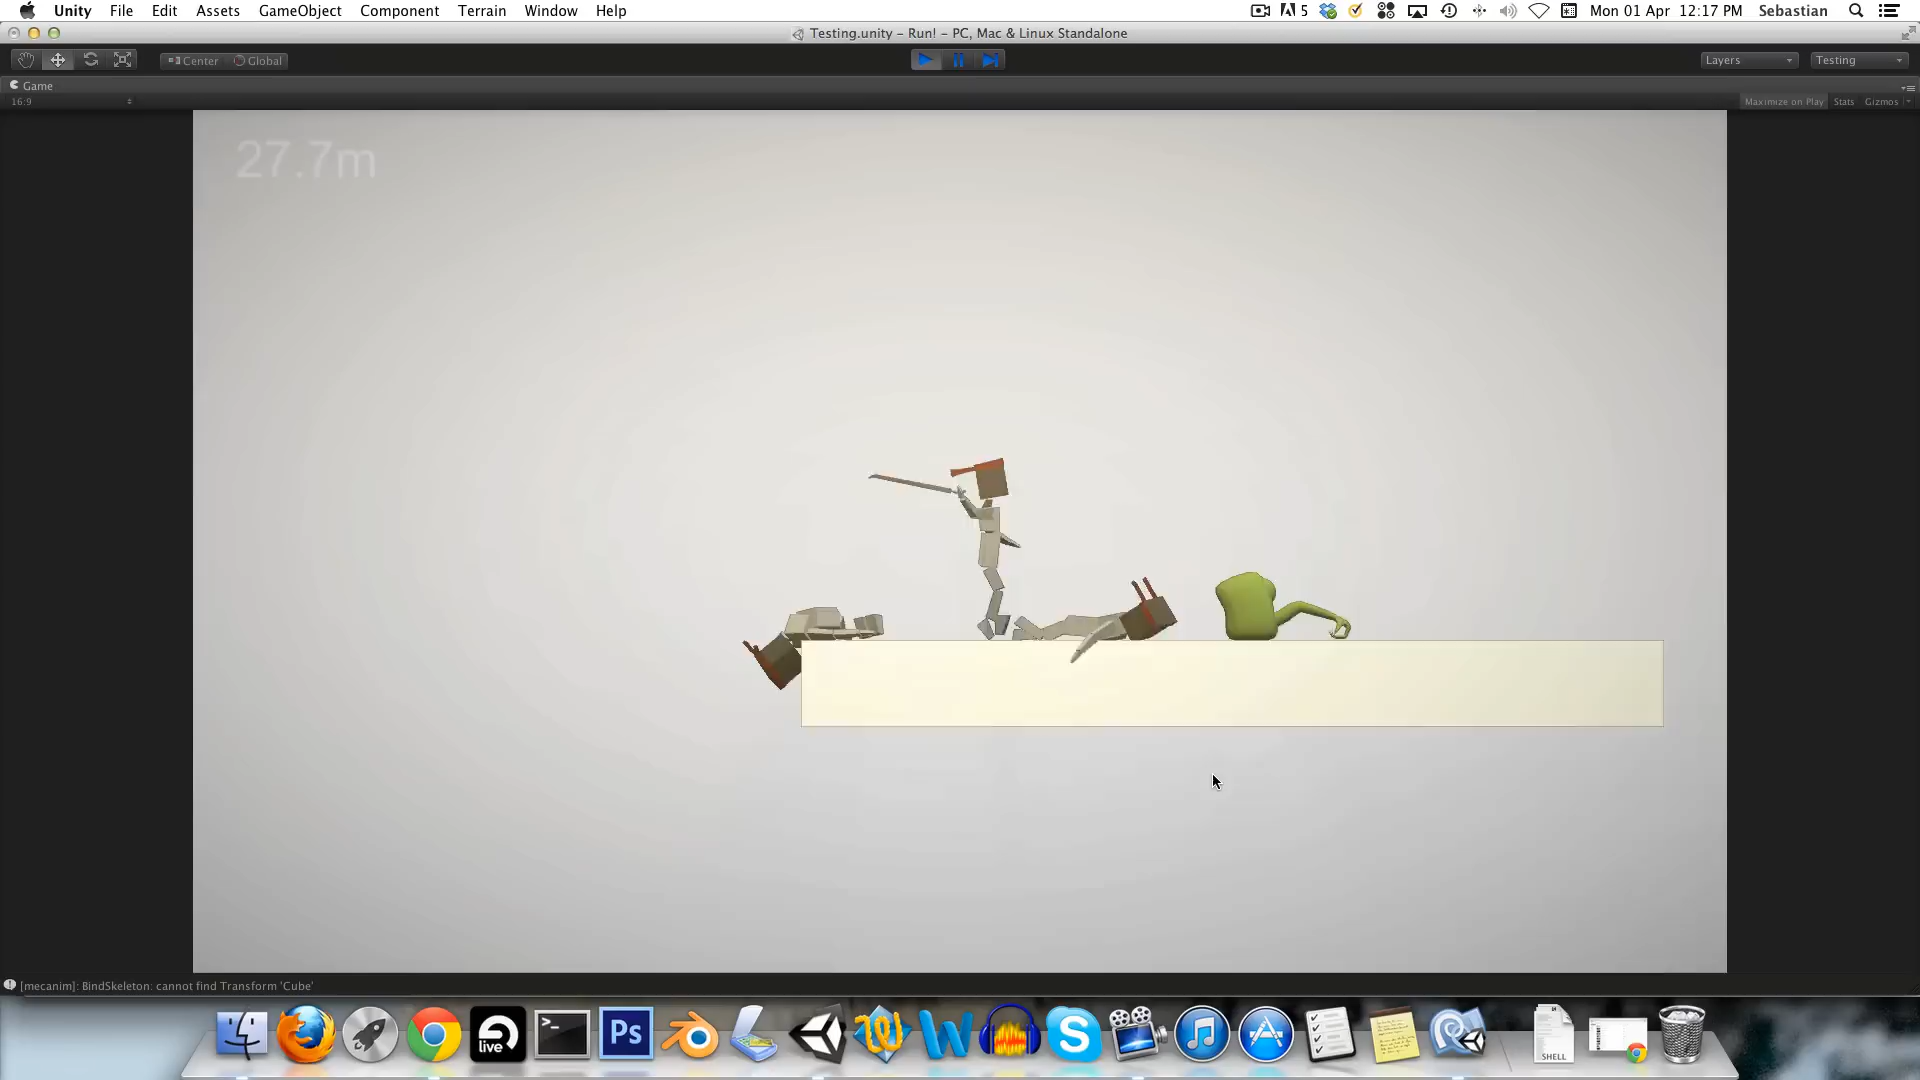 Unity File Edit Assets GameObject Component Terrain Window Help 5 Mon 01 Apr 12:17 PM Sebastian
Testing.unity – Run! – PC, Mac & Linux Standalone
Center Global Layers Testing
Game
16:9 Maximize on Play Stats Gizmos
27.7m
[mecanim]: BindSkeleton: cannot find Transform 'Cube'
live
>_
Ps
W
S
SHELL